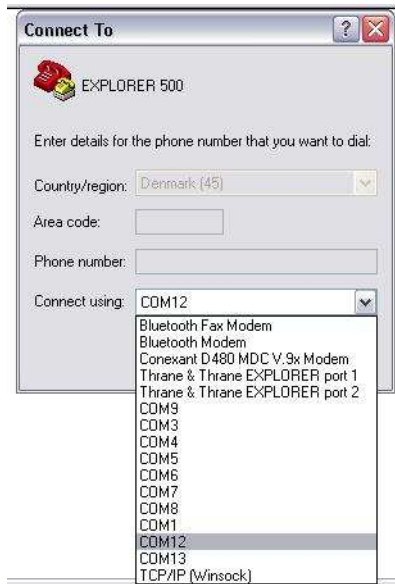 Connect To
EXPLORER 500
Enter details for the phone number that you want to dial:
Country/region: Denmark (45)
Area code:
Phone number:
Connect using: COM12
Bluetooth Fax Modem
Bluetooth Modem
Conexant D480 MDC V.9x Modem
Thrane & Thrane EXPLORER port 1
Thrane & Thrane EXPLORER port 2
COM9
COM3
COM4
COM5
COM6
COM7
COM8
COM1
COM12
COM13
TCP/IP (Winsock)